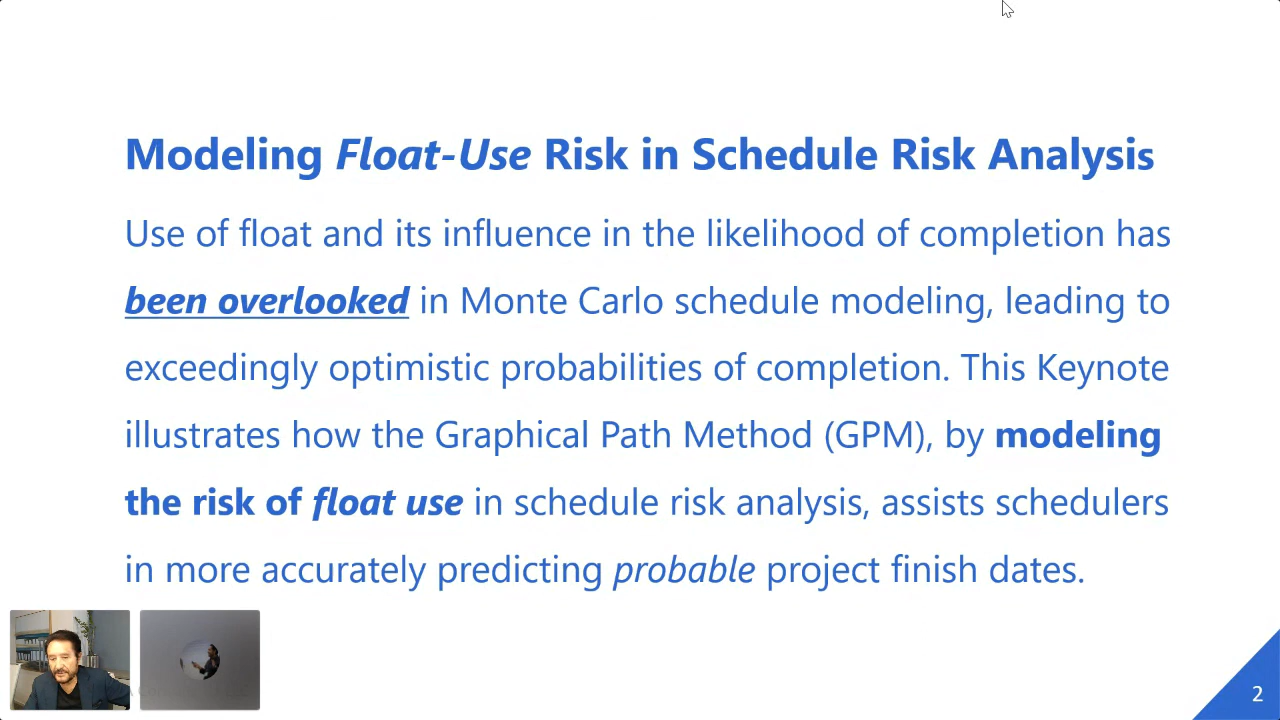 Modeling Float-Use Risk in Schedule Risk Analysis
Use of float and its influence in the likelihood of completion has
been overlooked in Monte Carlo schedule modeling, leading to
exceedingly optimistic probabilities of completion. This Keynote
illustrates how the Graphical Path Method (GPM), by modeling
the risk of float use in schedule risk analysis, assists schedulers
in more accurately predicting probable project finish dates.
2